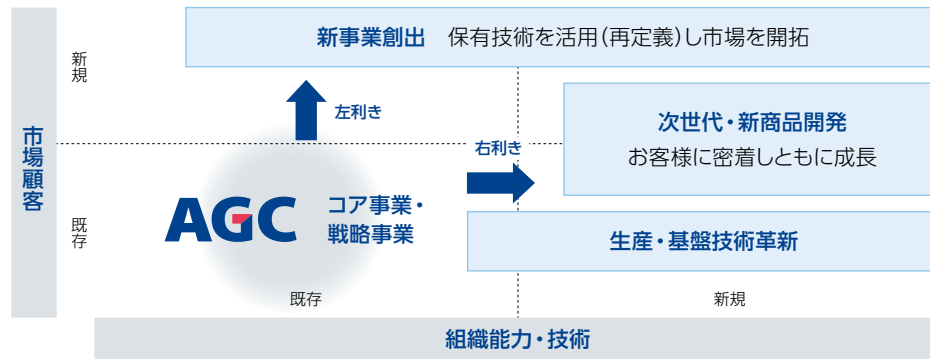 新事業創出 保有技術を活用(再定義)し市場を開拓
新規
左利き
市場顧客
次世代・新商品開発
お客様に密着しともに成長
右利き
AGC
コア事業・
戦略事業
既存
生産・基盤技術革新
既存
新規
組織能力・技術